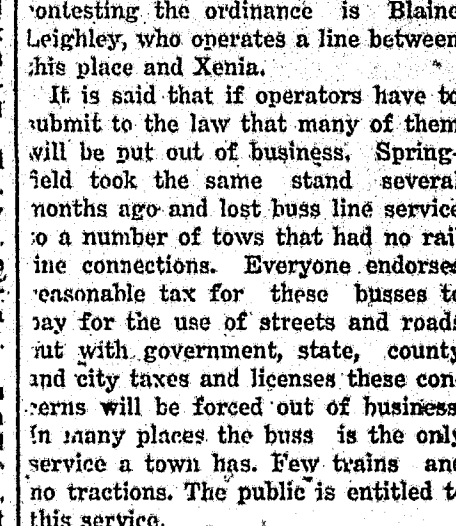 contesting the ordinance is Blaine
Leighley, who operates a line between
this place and Xenia.
It is said that if operators have to
submit to the law that many of them
will be put out of business. Spring-
field took the same stand several
months ago and lost buss line service
to a number of tows that had no rail
line connections. Everyone endorses
reasonable tax for these busses to
pay for the use of streets and roads
but with government, state, county
and city taxes and licenses these con-
cerns will be forced out of business.
In many places the buss is the only
service a town has. Few trains and
no tractions. The public is entitled to
this service.